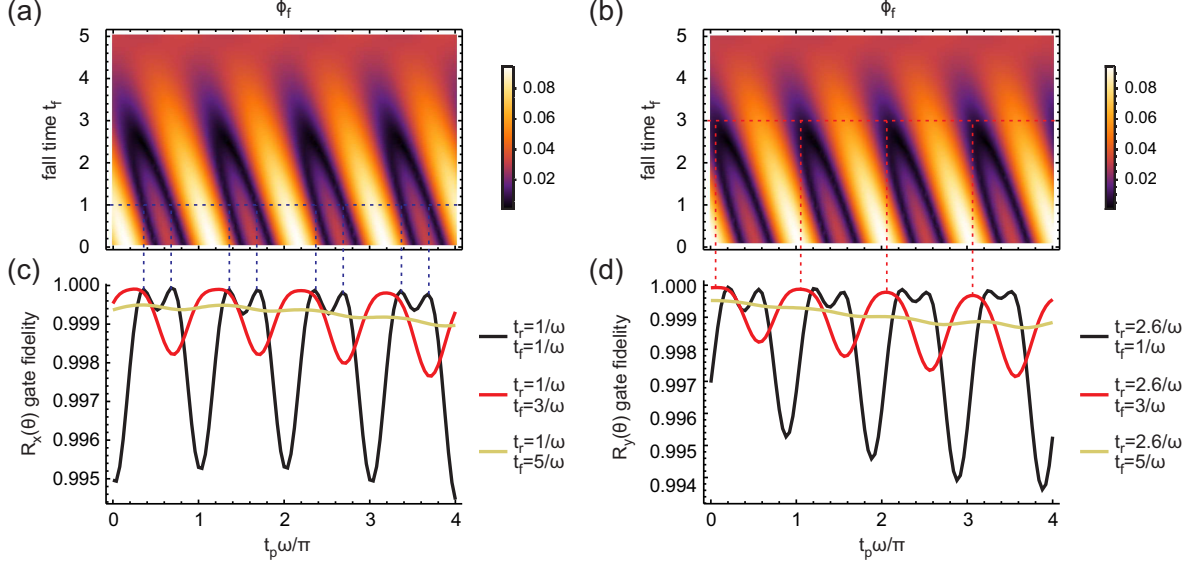 (a)
ϕf
5
4
3
2
1
0
fall time tf
0.08
0.06
0.04
0.02
(b)
ϕf
5
4
3
2
1
0
fall time tf
0.08
0.06
0.04
0.02
(c)
1.000
0.999
0.998
0.997
0.996
0.995
Rx(θ) gate fidelity
0 1 2 3 4
tpω/π
tr=1/ω
tf=1/ω
tr=1/ω
tf=3/ω
tr=1/ω
tf=5/ω
(d)
1.000
0.999
0.998
0.997
0.996
0.995
0.994
Ry(θ) gate fidelity
0 1 2 3 4
tpω/π
tr=2.6/ω
tf=1/ω
tr=2.6/ω
tf=3/ω
tr=2.6/ω
tf=5/ω